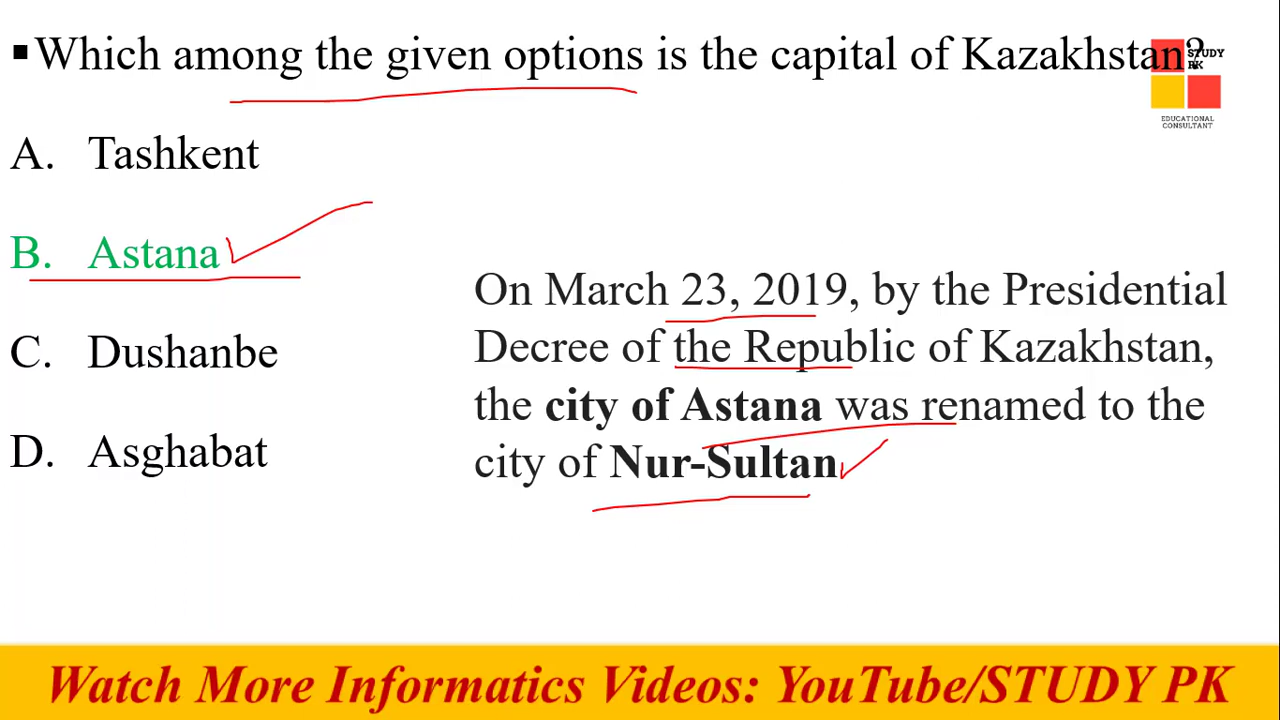 ▪Which among the given options is the capital of Kazakhstan?
STUDY
PK
EDUCATIONAL
CONSULTANT
A. Tashkent
B. Astana
C. Dushanbe
D. Asghabat
On March 23, 2019, by the Presidential
Decree of the Republic of Kazakhstan,
the city of Astana was renamed to the
city of Nur-Sultan
Watch More Informatics Videos: YouTube/STUDY PK